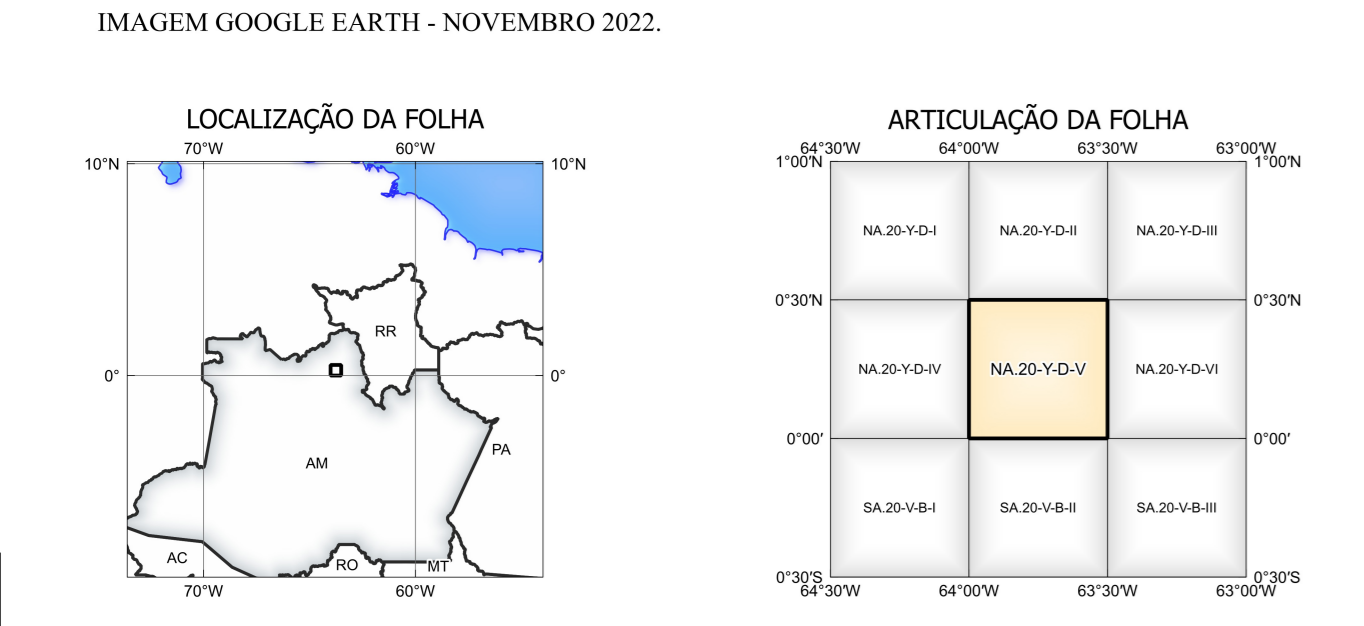 IMAGEM GOOGLE EARTH - NOVEMBRO 2022.
LOCALIZAÇÃO DA FOLHA
70°W 60°W
10°N 10°N
RR
0° 0°
AM
PA
AC
RO
MT
70°W 60°W
ARTICULAÇÃO DA FOLHA
64°30′W 64°00′W 63°30′W 63°00′W
1°00′N 1°00′N
NA.20-Y-D-I NA.20-Y-D-II NA.20-Y-D-III
0°30′N 0°30′N
NA.20-Y-D-IV NA.20-Y-D-V NA.20-Y-D-VI
0°00′ 0°00′
SA.20-V-B-I SA.20-V-B-II SA.20-V-B-III
0°30′S 0°30′S
64°30′W 64°00′W 63°30′W 63°00′W